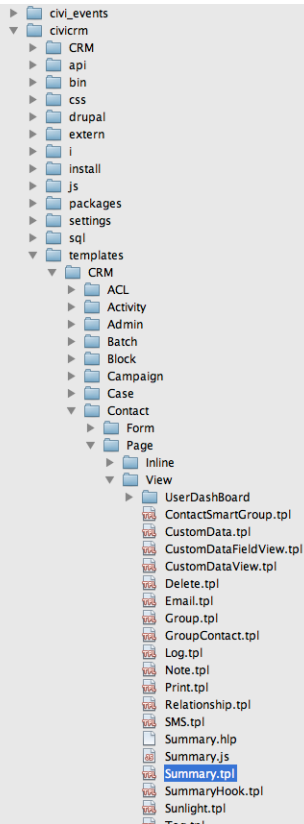 civi_events
civicrm
CRM
api
bin
css
drupal
extern
i
install
js
packages
settings
sql
templates
CRM
ACL
Activity
Admin
Batch
Block
Campaign
Case
Contact
Form
Page
Inline
View
UserDashBoard
ContactSmartGroup.tpl
CustomData.tpl
CustomDataFieldView.tpl
CustomDataView.tpl
Delete.tpl
Email.tpl
Group.tpl
GroupContact.tpl
Log.tpl
Note.tpl
Print.tpl
Relationship.tpl
SMS.tpl
Summary.hlp
Summary.js
Summary.tpl
SummaryHook.tpl
Sunlight.tpl